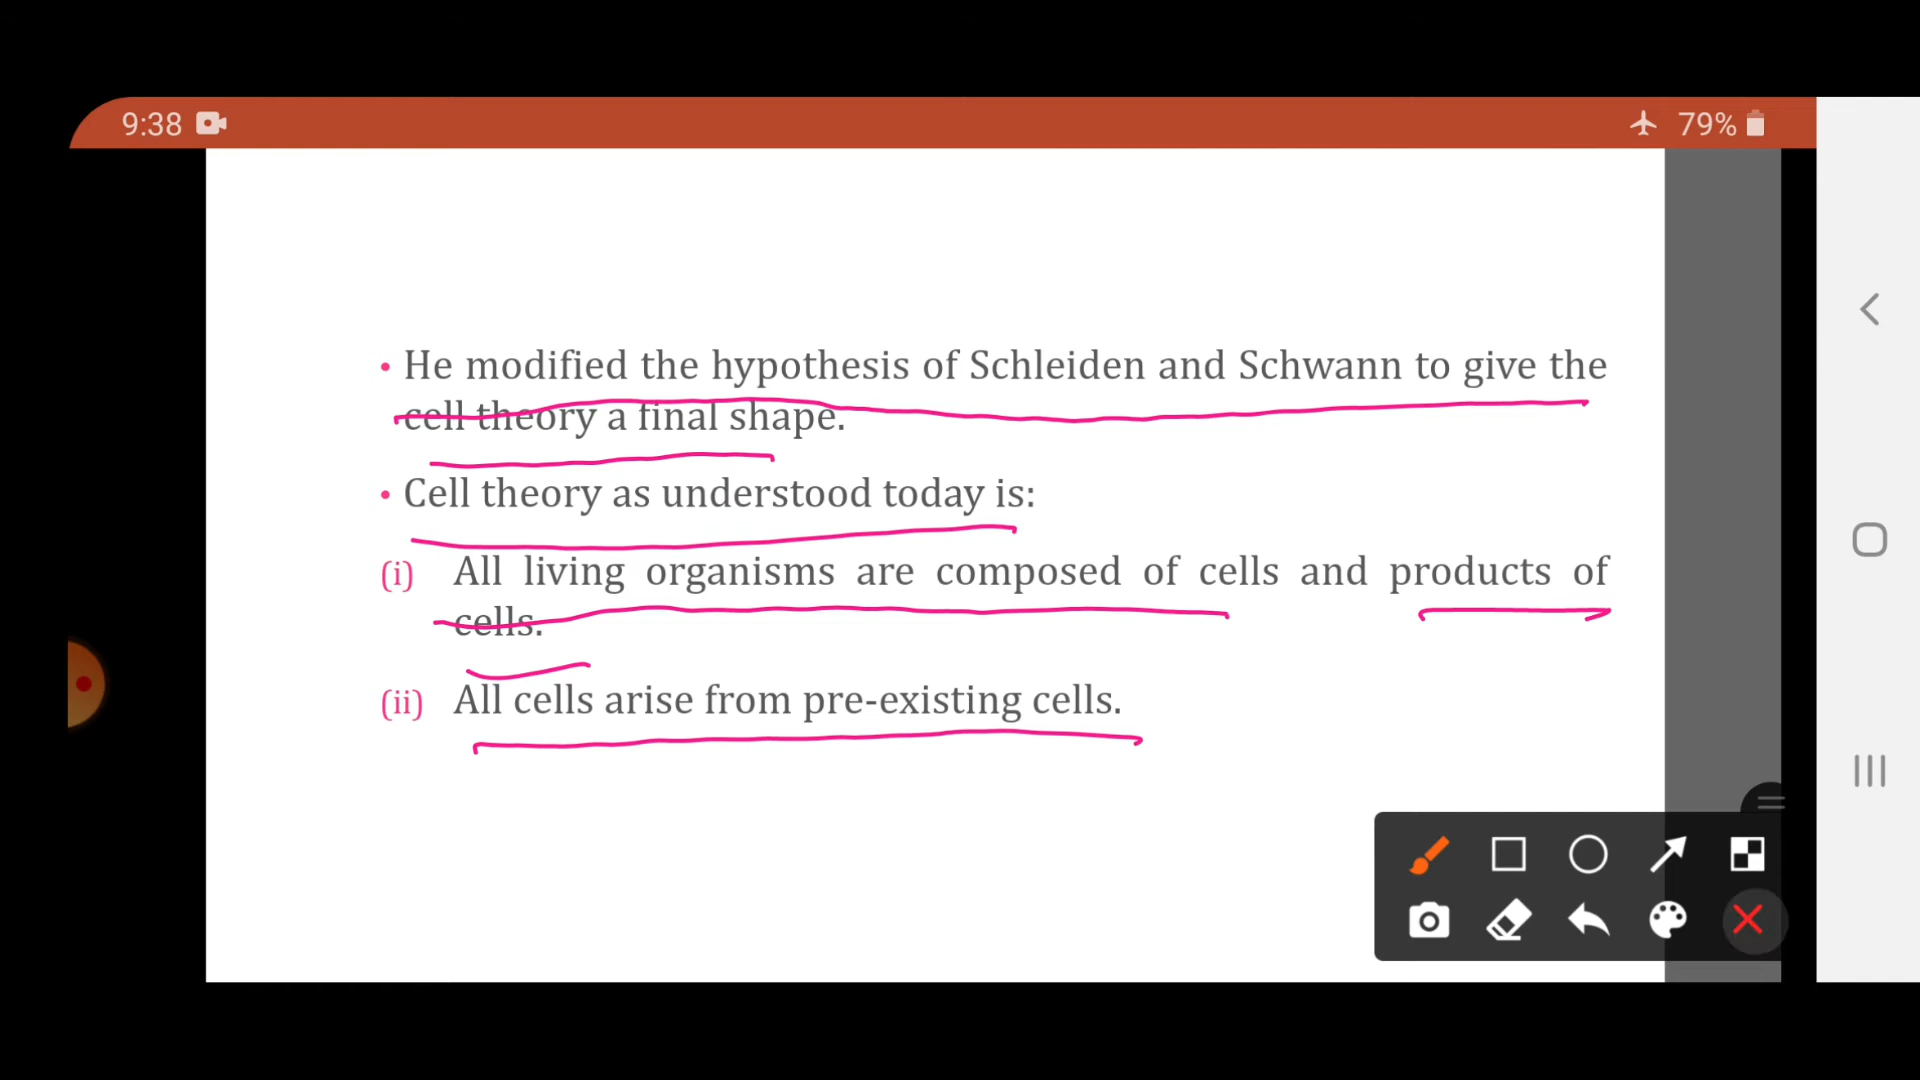 9:38 79%
• He modified the hypothesis of Schleiden and Schwann to give the
cell theory a final shape.
• Cell theory as understood today is:
(i) All living organisms are composed of cells and products of
cells.
(ii) All cells arise from pre-existing cells.